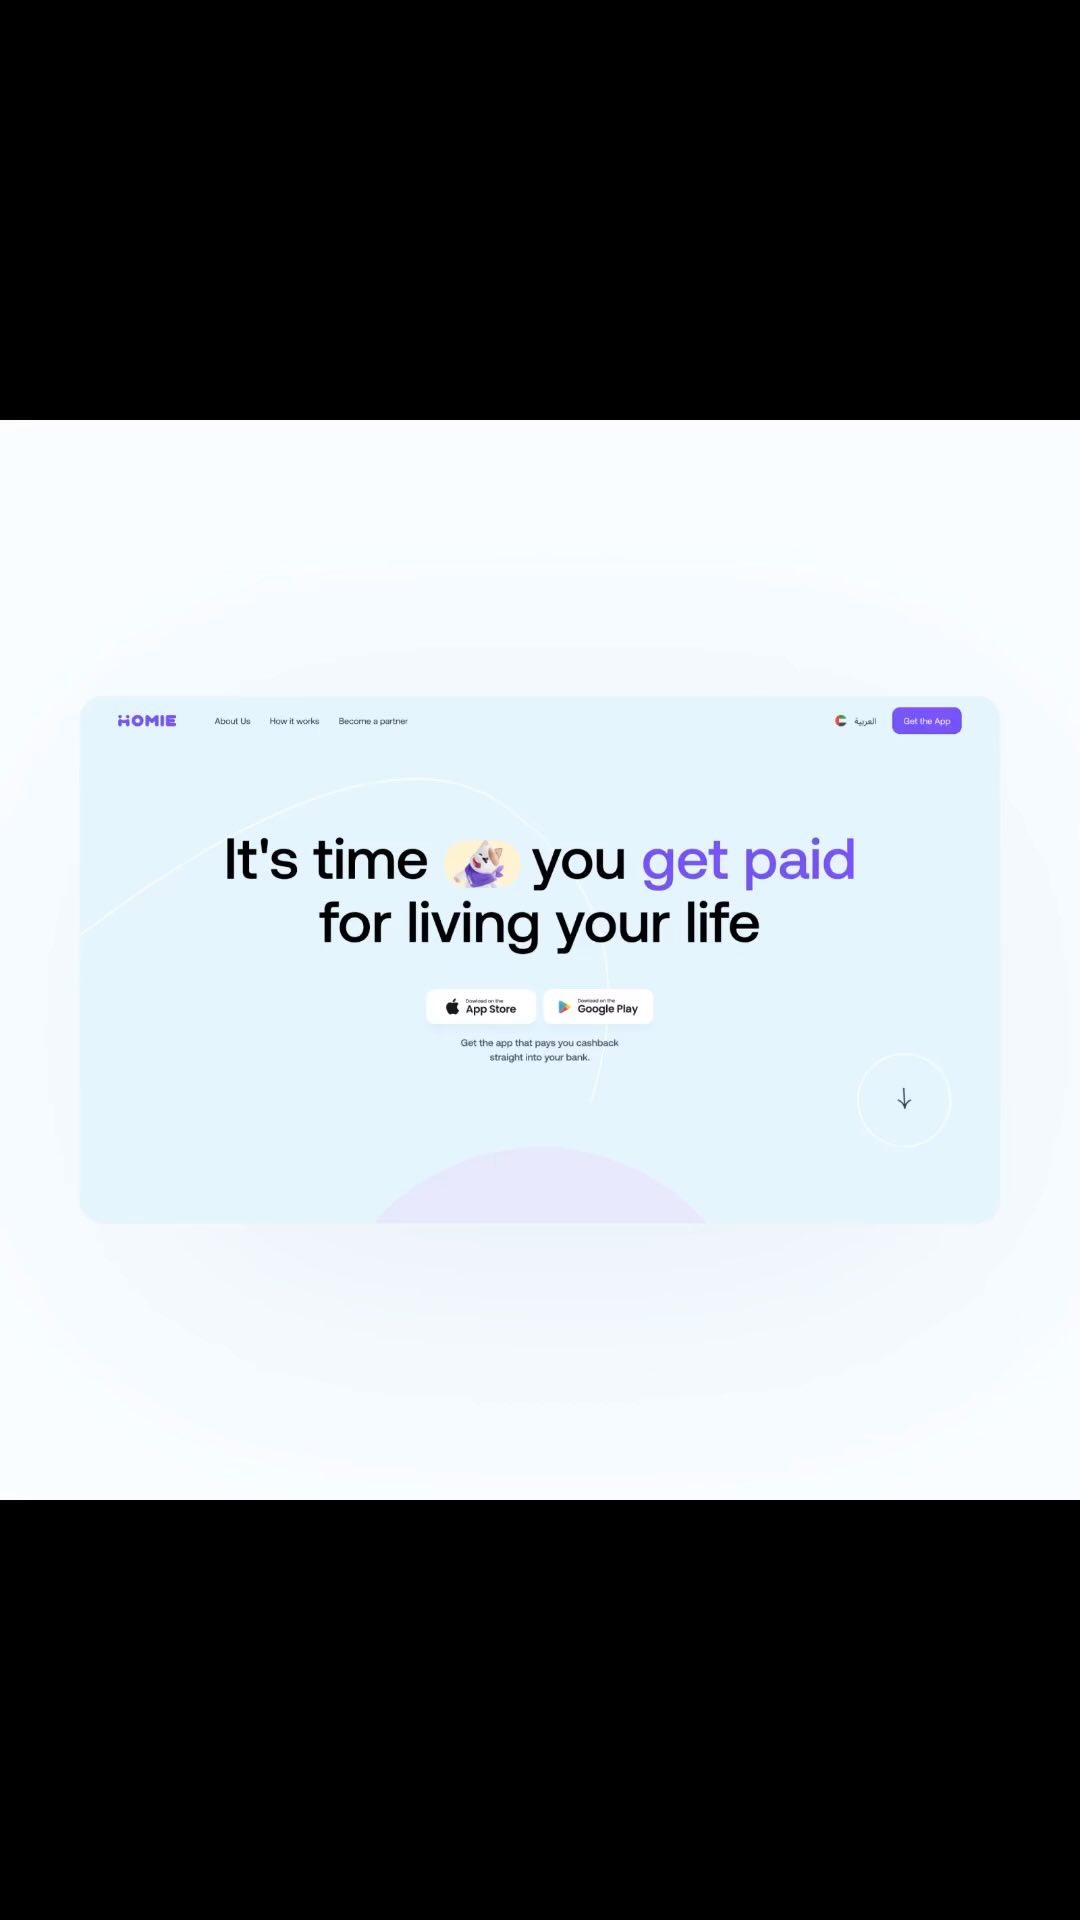 HOMIE
About Us
How it works
Become a partner
العربية
Get the App
It's time you get paid
for living your life
Dowload on the
App Store
Dowload on the
Google Play
Get the app that pays you cashback
straight into your bank.